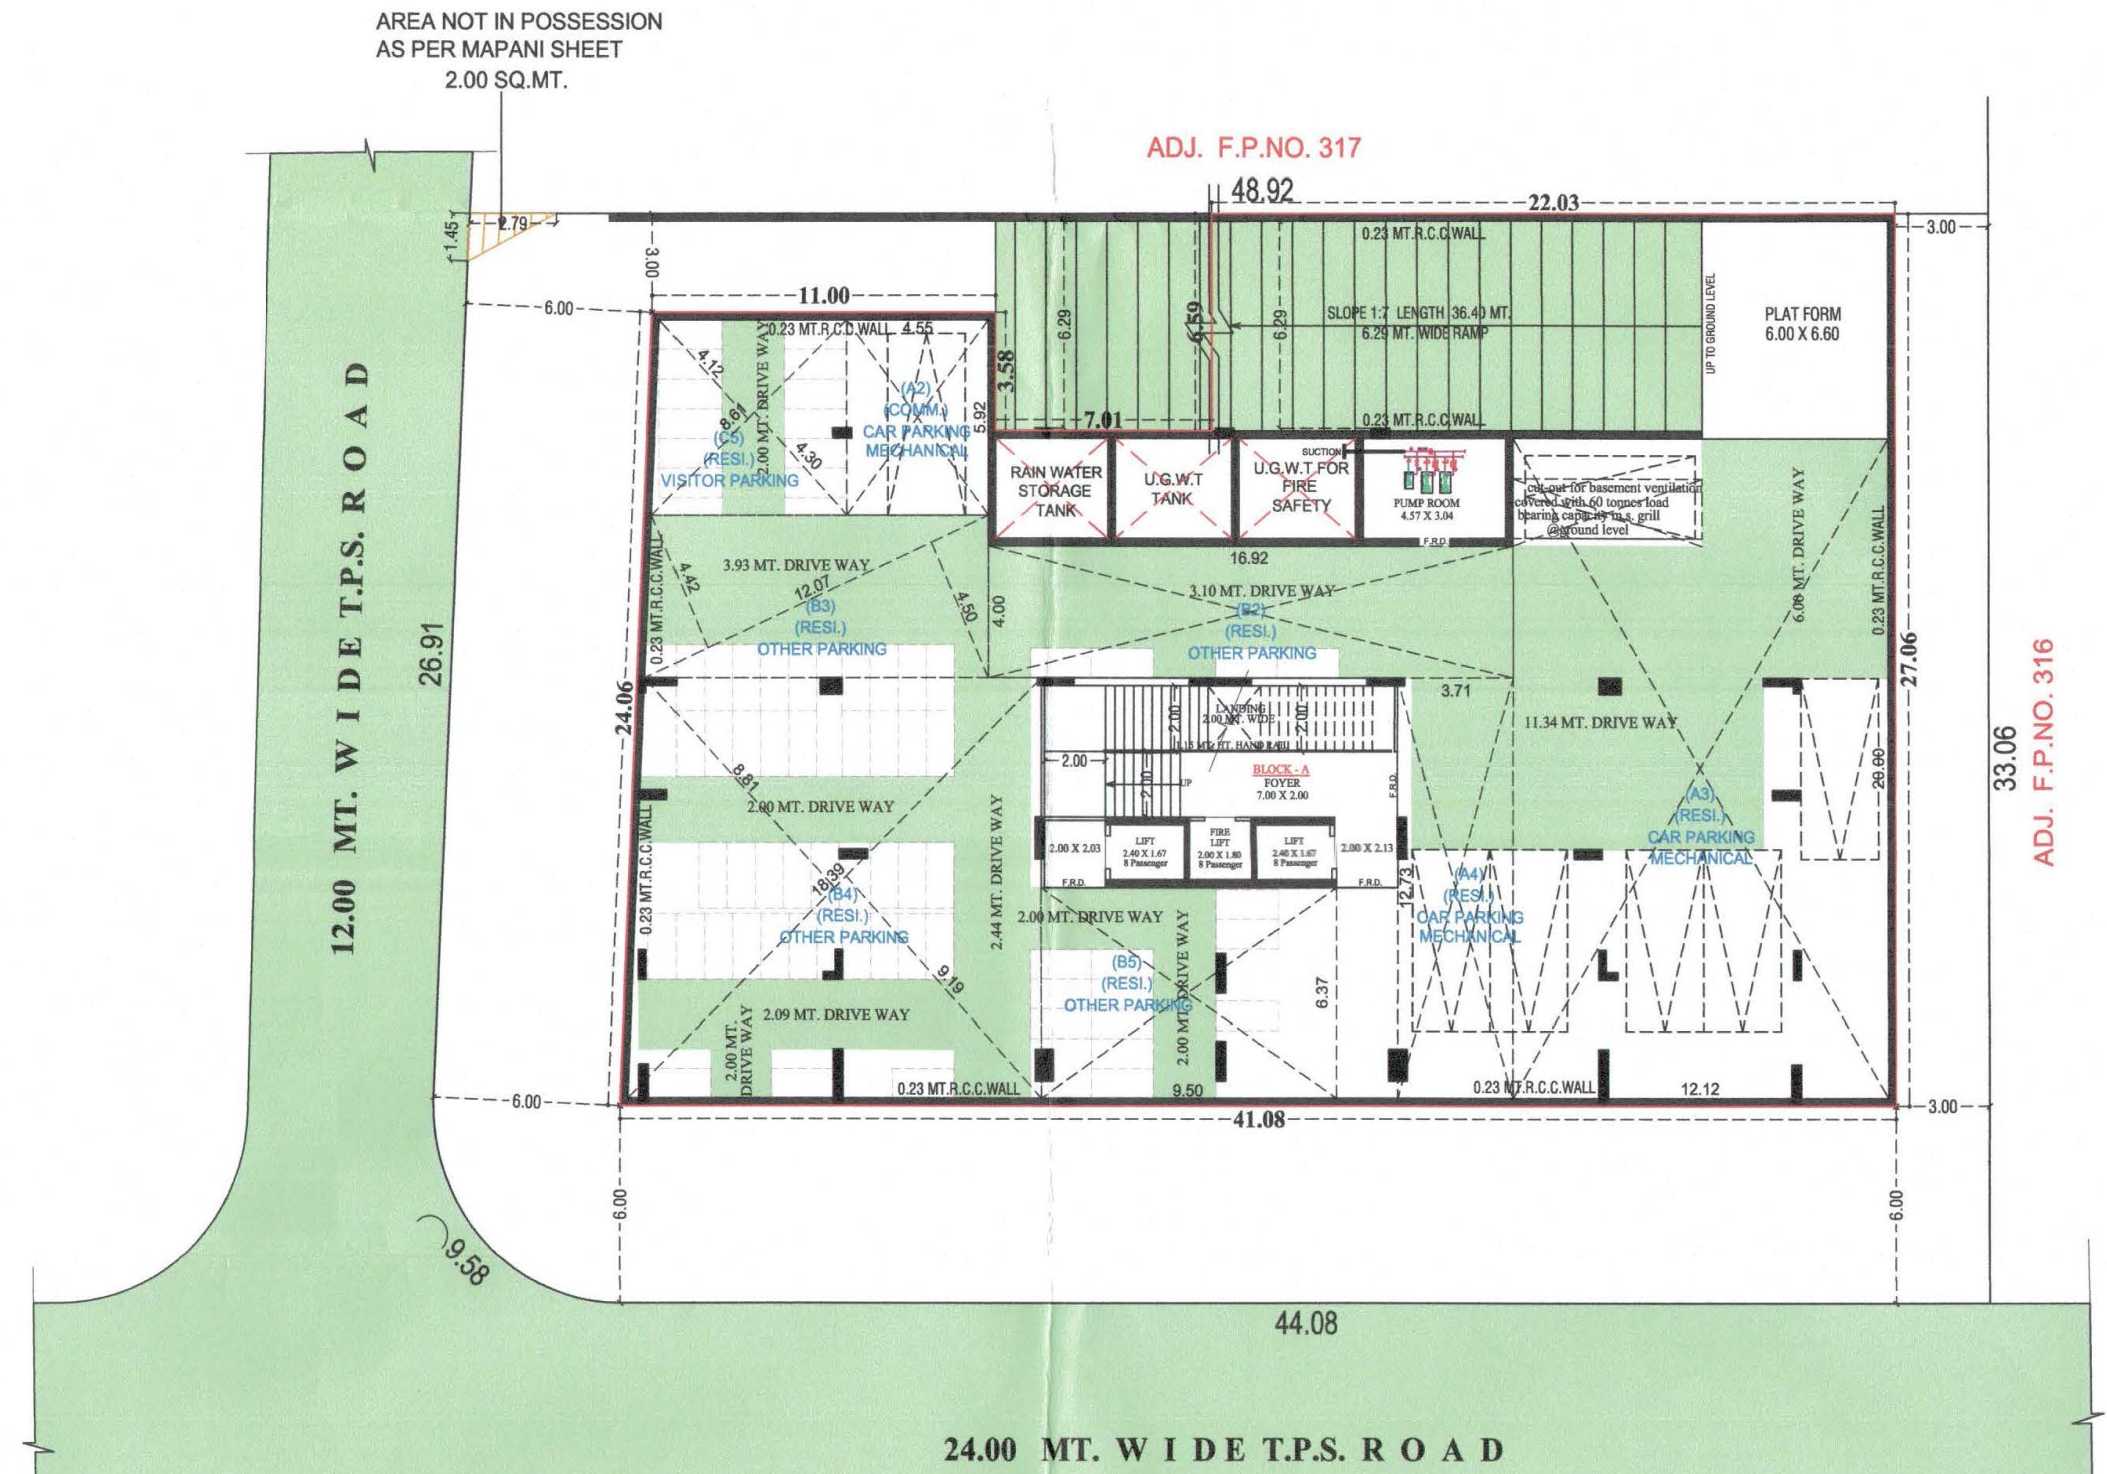 AREA NOT IN POSSESSION
AS PER MAPANI SHEET
2.00 SQ.MT.
ADJ. F.P.NO. 317
48.92
22.03
2.79
1.45
3.00
3.00
6.00
11.00
0.23 MT.R.C.C.WALL
4.55
6.29
6.59
6.29
0.23 MT.R.C.C.WALL
SLOPE 1:7 LENGTH 36.40 MT.
6.29 MT. WIDE RAMP
UP TO GROUND LEVEL
PLAT FORM
6.00 X 6.60
4.12
8.61
4.30
2.00 MT. DRIVE WAY
(C5)
(RESI.)
VISITOR PARKING
(A2)
(COMM.)
CAR PARKING
MECHANICAL
5.92
3.58
7.01
0.23 MT.R.C.C.WALL
RAIN WATER
STORAGE
TANK
U.G.W.T
TANK
SUCTION
U.G.W.T FOR
FIRE
SAFETY
PUMP ROOM
4.57 X 3.04
F.R.D.
cut-out for basement ventilation
covered with 60 tonnes load
bearing capacity m.s. grill
@ground level
6.00 MT. DRIVE WAY
0.23 MT.R.C.C.WALL
12.00 MT. WIDE T.P.S. ROAD
26.91
24.06
0.23 MT.R.C.C.WALL
4.42
3.93 MT. DRIVE WAY
12.07
(B3)
(RESI.)
OTHER PARKING
4.50
4.00
16.92
3.10 MT. DRIVE WAY
(B2)
(RESI.)
OTHER PARKING
3.71
11.34 MT. DRIVE WAY
27.06
33.06
ADJ. F.P.NO. 316
20.00
8.81
2.00 MT. DRIVE WAY
18.39
(B4)
(RESI.)
OTHER PARKING
9.19
0.23 MT.R.C.C.WALL
2.44 MT. DRIVE WAY
2.00
LANDING
2.00 MT. WIDE
2.00
1.15 MT. HT. HAND RAIL
2.00
2.00
UP
BLOCK - A
FOYER
7.00 X 2.00
F.R.D.
2.00 X 2.03
LIFT
2.40 X 1.67
8 Passenger
FIRE
LIFT
2.00 X 1.80
8 Passenger
LIFT
2.40 X 1.67
8 Passenger
2.00 X 2.13
F.R.D.
F.R.D.
12.73
(A3)
(RESI.)
CAR PARKING
MECHANICAL
(A4)
(RESI.)
CAR PARKING
MECHANICAL
2.00 MT. DRIVE WAY
2.00 MT. DRIVE WAY
(B5)
(RESI.)
OTHER PARKING
6.37
2.09 MT. DRIVE WAY
2.00 MT.
DRIVE WAY
0.23 MT.R.C.C.WALL
9.50
0.23 MT.R.C.C.WALL
12.12
6.00
3.00
41.08
6.00
6.00
9.58
44.08
24.00 MT. WIDE T.P.S. ROAD